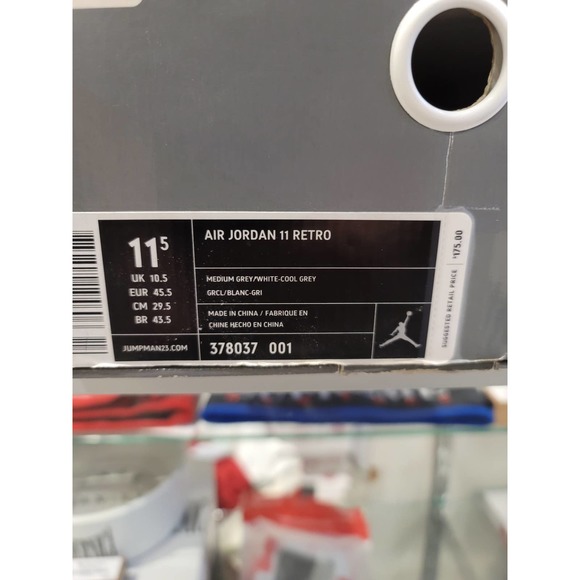 11⁵
UK 10.5
EUR 45.5
CM 29.5
BR 43.5
JUMPMAN23.COM
AIR JORDAN 11 RETRO
MEDIUM GREY/WHITE-COOL GREY
GRCL/BLANC-GRI
MADE IN CHINA / FABRIQUE EN
CHINE HECHO EN CHINA
378037 001
$175.00
SUGGESTED RETAIL PRICE